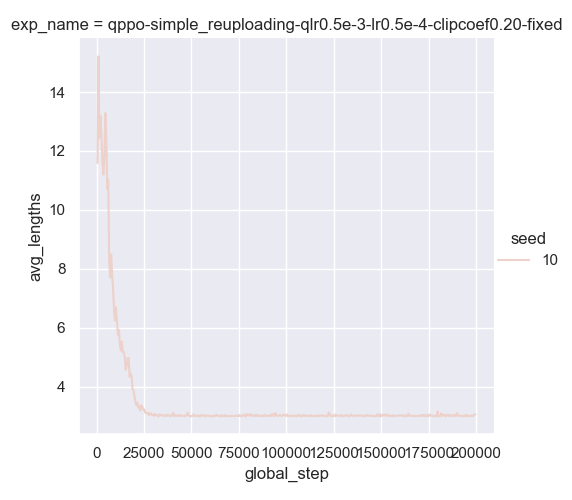 exp_name = qppo-simple_reuploading-qlr0.5e-3-lr0.5e-4-clipcoef0.20-fixed
14
12
10
8
6
4
avg_lengths
seed
10
0 25000 50000 75000 100000 125000 150000 175000 200000
global_step